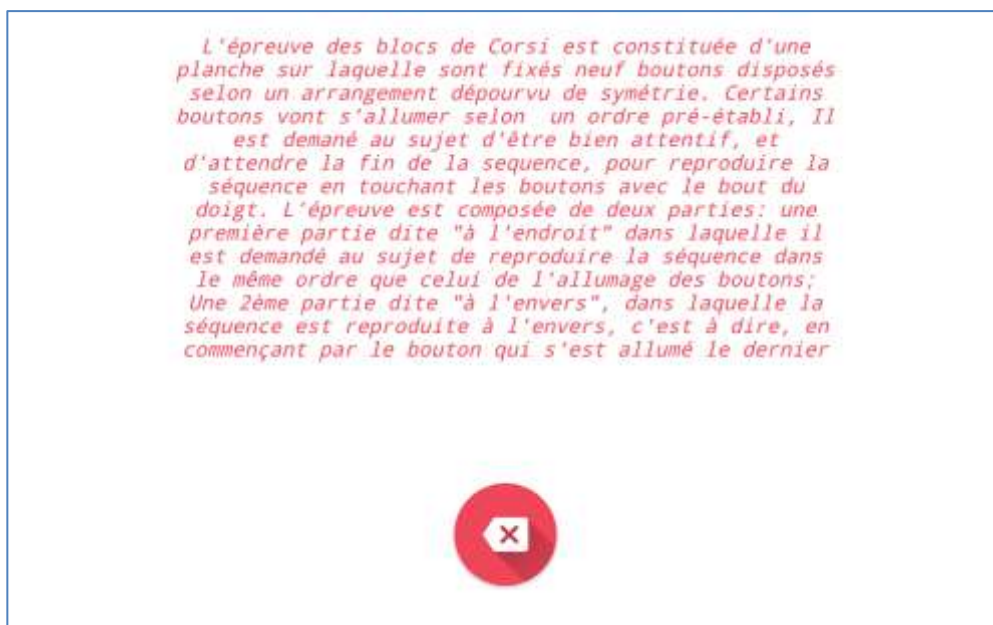 L'épreuve des blocs de Corsi est constituée d'une
planche sur laquelle sont fixés neuf boutons disposés
selon un arrangement dépourvu de symétrie. Certains
boutons vont s'allumer selon  un ordre pré-établi, Il
est demané au sujet d'être bien attentif, et
d'attendre la fin de la sequence, pour reproduire la
séquence en touchant les boutons avec le bout du
doigt. L'épreuve est composée de deux parties: une
première partie dite "à l'endroit" dans laquelle il
est demandé au sujet de reproduire la séquence dans
le même ordre que celui de l'allumage des boutons;
Une 2ème partie dite "à l'envers", dans laquelle la
séquence est reproduite à l'envers, c'est à dire, en
commençant par le bouton qui s'est allumé le dernier